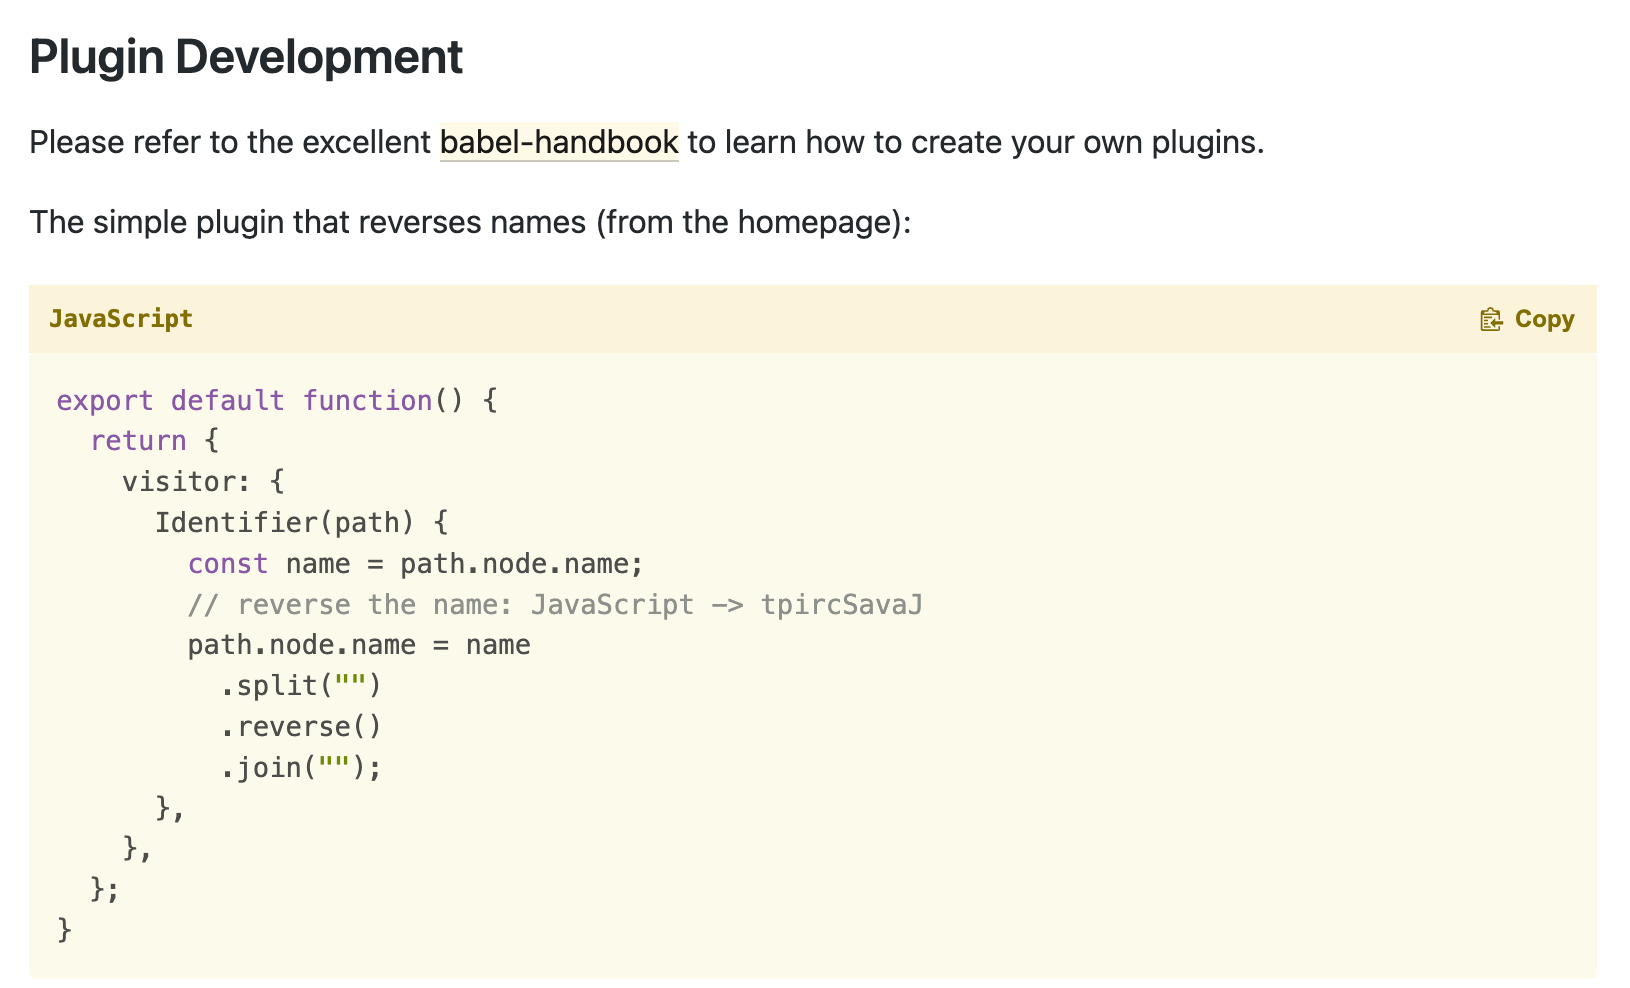 Plugin Development
Please refer to the excellent babel-handbook to learn how to create your own plugins.
The simple plugin that reverses names (from the homepage):
JavaScript
Copy
export default function() {
  return {
    visitor: {
      Identifier(path) {
        const name = path.node.name;
        // reverse the name: JavaScript -> tpircSavaJ
        path.node.name = name
          .split("")
          .reverse()
          .join("");
      },
    },
  };
}